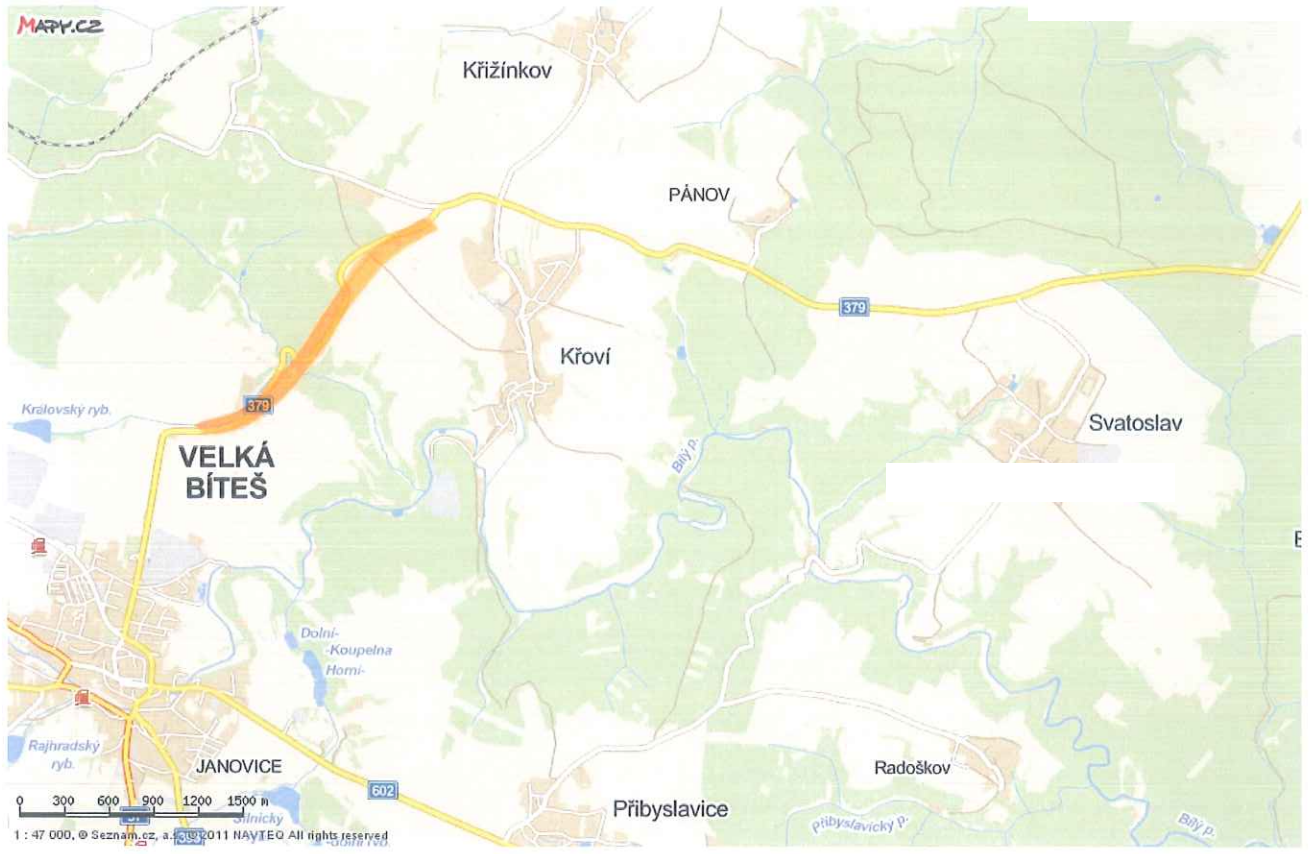 MAPY.CZ
Křižínkov
PÁNOV
379
Křoví
379
Královský ryb.
Svatoslav
VELKÁ
BÍTEŠ
Bílý p.
Dolní-
-Koupelna
Horní-
Rajhradský
ryb.
JANOVICE
Radoškov
602
Přibyslavice
Přibyslavický p.
Bílý p.
0 300 600 900 1200 1500 m
1 : 47 000, © Seznam.cz, a.s., © 2011 NAVTEQ All rights reserved